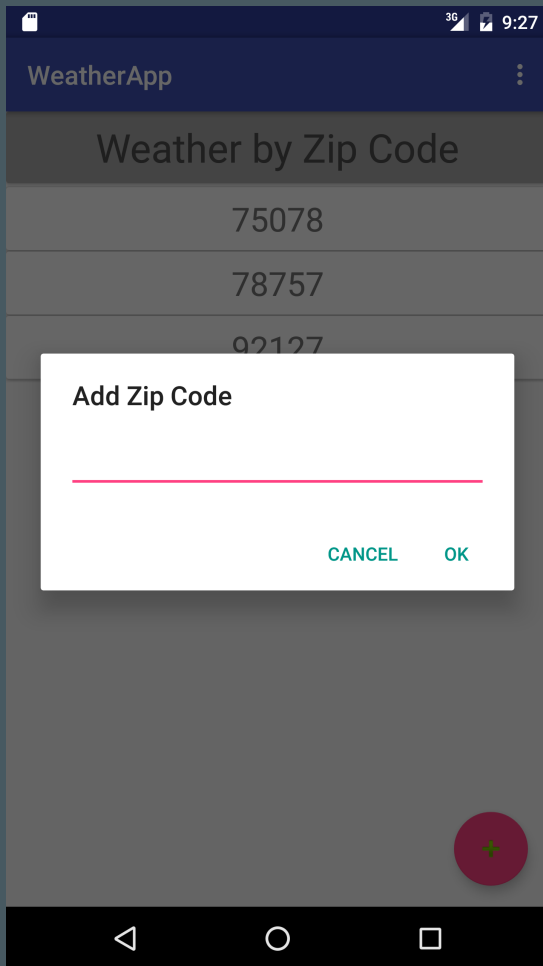 3G 9:27
WeatherApp
Weather by Zip Code
75078
78757
92127
Add Zip Code
CANCEL OK
+